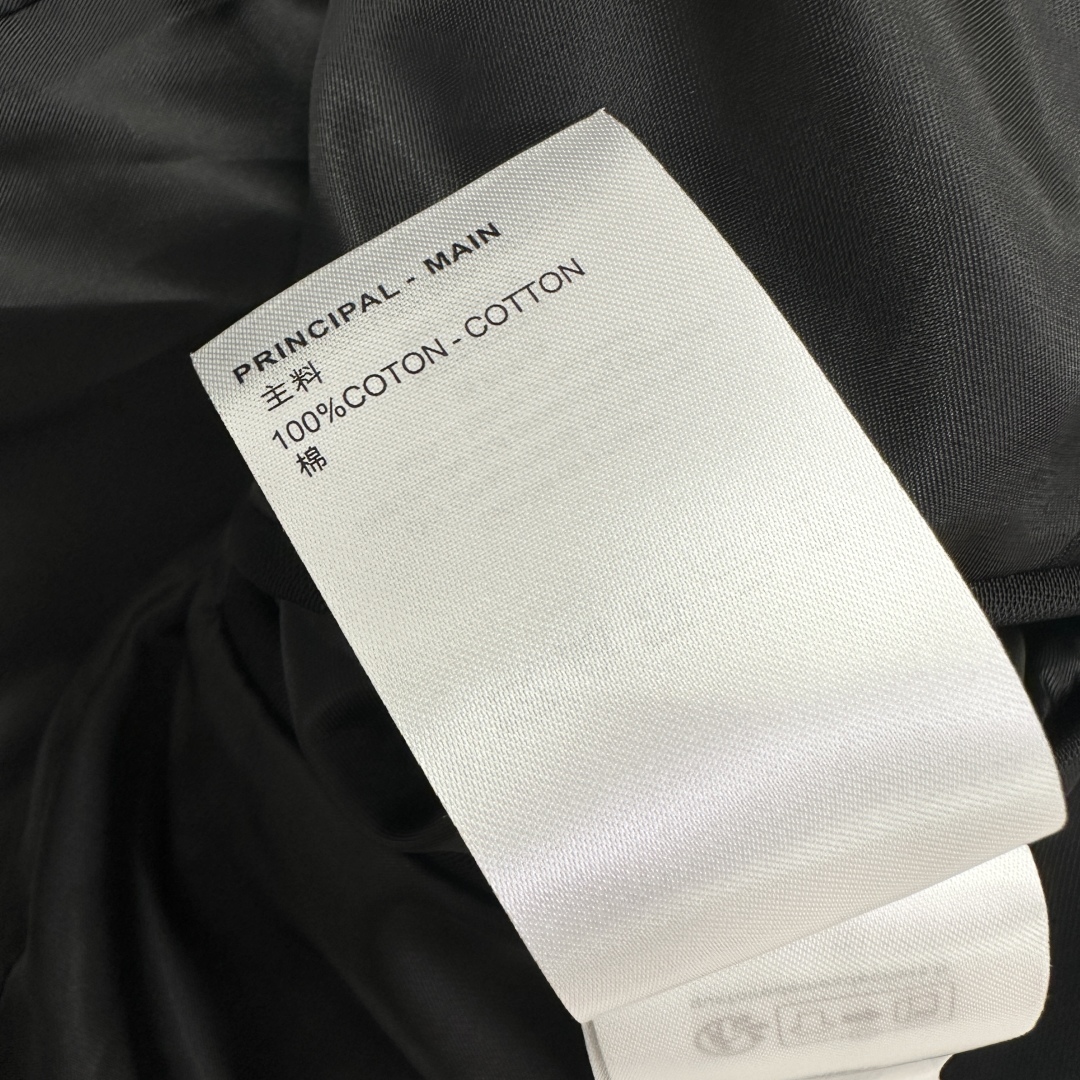 PRINCIPAL - MAIN
主料
100%COTON - COTTON
棉